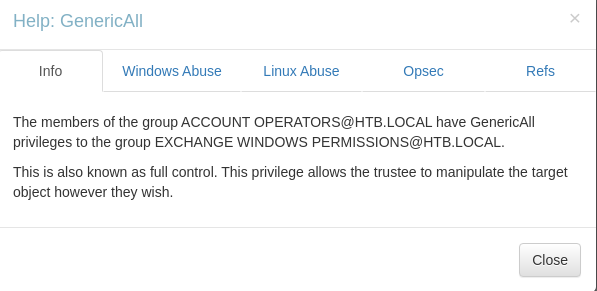 Help: GenericAll
×
Info
Windows Abuse
Linux Abuse
Opsec
Refs
The members of the group ACCOUNT OPERATORS@HTB.LOCAL have GenericAll
privileges to the group EXCHANGE WINDOWS PERMISSIONS@HTB.LOCAL.
This is also known as full control. This privilege allows the trustee to manipulate the target
object however they wish.
Close